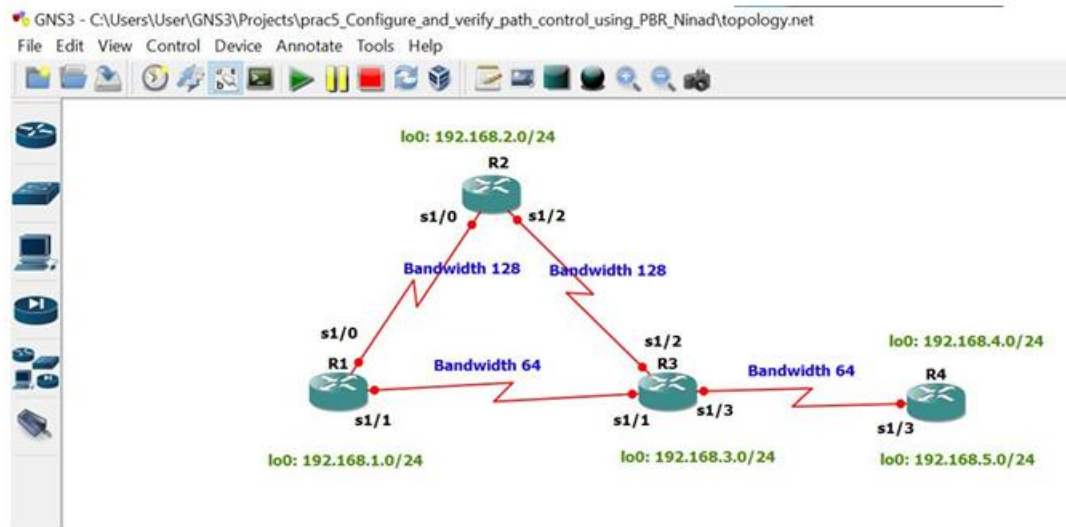 GNS3 - C:\Users\User\GNS3\Projects\prac5_Configure_and_verify_path_control_using_PBR_Ninad\topology.net
File Edit View Control Device Annotate Tools Help
lo0: 192.168.2.0/24
R2
s1/0
s1/2
Bandwidth 128
Bandwidth 128
s1/0
s1/2
lo0: 192.168.4.0/24
R1
Bandwidth 64
R3
Bandwidth 64
R4
s1/1
s1/1
s1/3
s1/3
lo0: 192.168.1.0/24
lo0: 192.168.3.0/24
lo0: 192.168.5.0/24